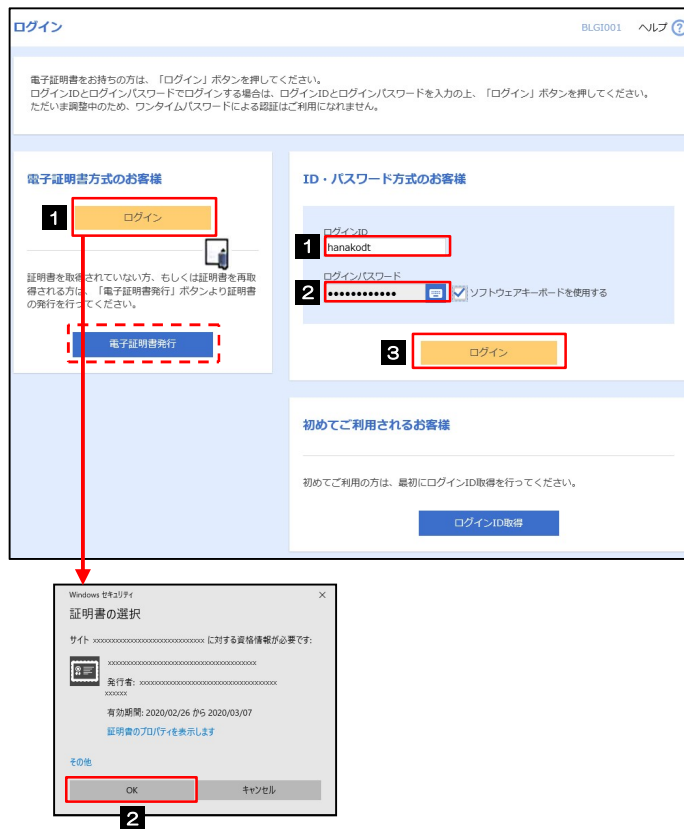 ログイン
BLGI001 ヘルプ ?
電子証明書をお持ちの方は、「ログイン」ボタンを押してください。
ログインIDとログインパスワードでログインする場合は、ログインIDとログインパスワードを入力の上、「ログイン」ボタンを押してください。
ただいま調整中のため、ワンタイムパスワードによる認証はご利用になれません。
電子証明書方式のお客様
1 ログイン
証明書を取得されていない方、もしくは証明書を再取
得される方は、「電子証明書発行」ボタンより証明書
の発行を行ってください。
電子証明書発行
ID・パスワード方式のお客様
ログインID
1 hanakodt
ログインパスワード
2 ●●●●●●●●●●●● ソフトウェアキーボードを使用する
3 ログイン
初めてご利用されるお客様
初めてご利用の方は、最初にログインID取得を行ってください。
ログインID取得
Windows セキュリティ ×
証明書の選択
サイト xxxxxxxxxxxxxxxxxxxxxxxxxxxxx に対する資格情報が必要です:
xxxxxxxxxxxxxxxxxxxxxxxxxxxxxxxxxxxxxxx
発行者: xxxxxxxxxxxxxxxxxxxxxxxxxxxxxxxxxxxx
xxxxxx
有効期間: 2020/02/26 から 2020/03/07
証明書のプロパティを表示します
その他
OK キャンセル
2